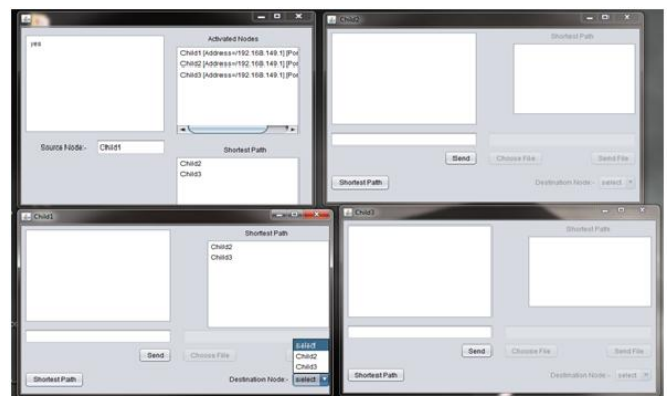 yes
Activated Nodes
Child1 [Address=/192.168.149.1] [Por
Child2 [Address=/192.168.149.1] [Por
Child3 [Address=/192.168.149.1] [Por
Source Node:- Child1
Shortest Path
Child2
Child3
Child2
Shortest Path
Send
Choose File
Send File
Shortest Path
Destination Node:- select
Child1
Shortest Path
Child2
Child3
Send
Choose File
select
Child2
Child3
Shortest Path
Destination Node:- select
Child3
Shortest Path
Send
Choose File
Send File
Shortest Path
Destination Node:- select